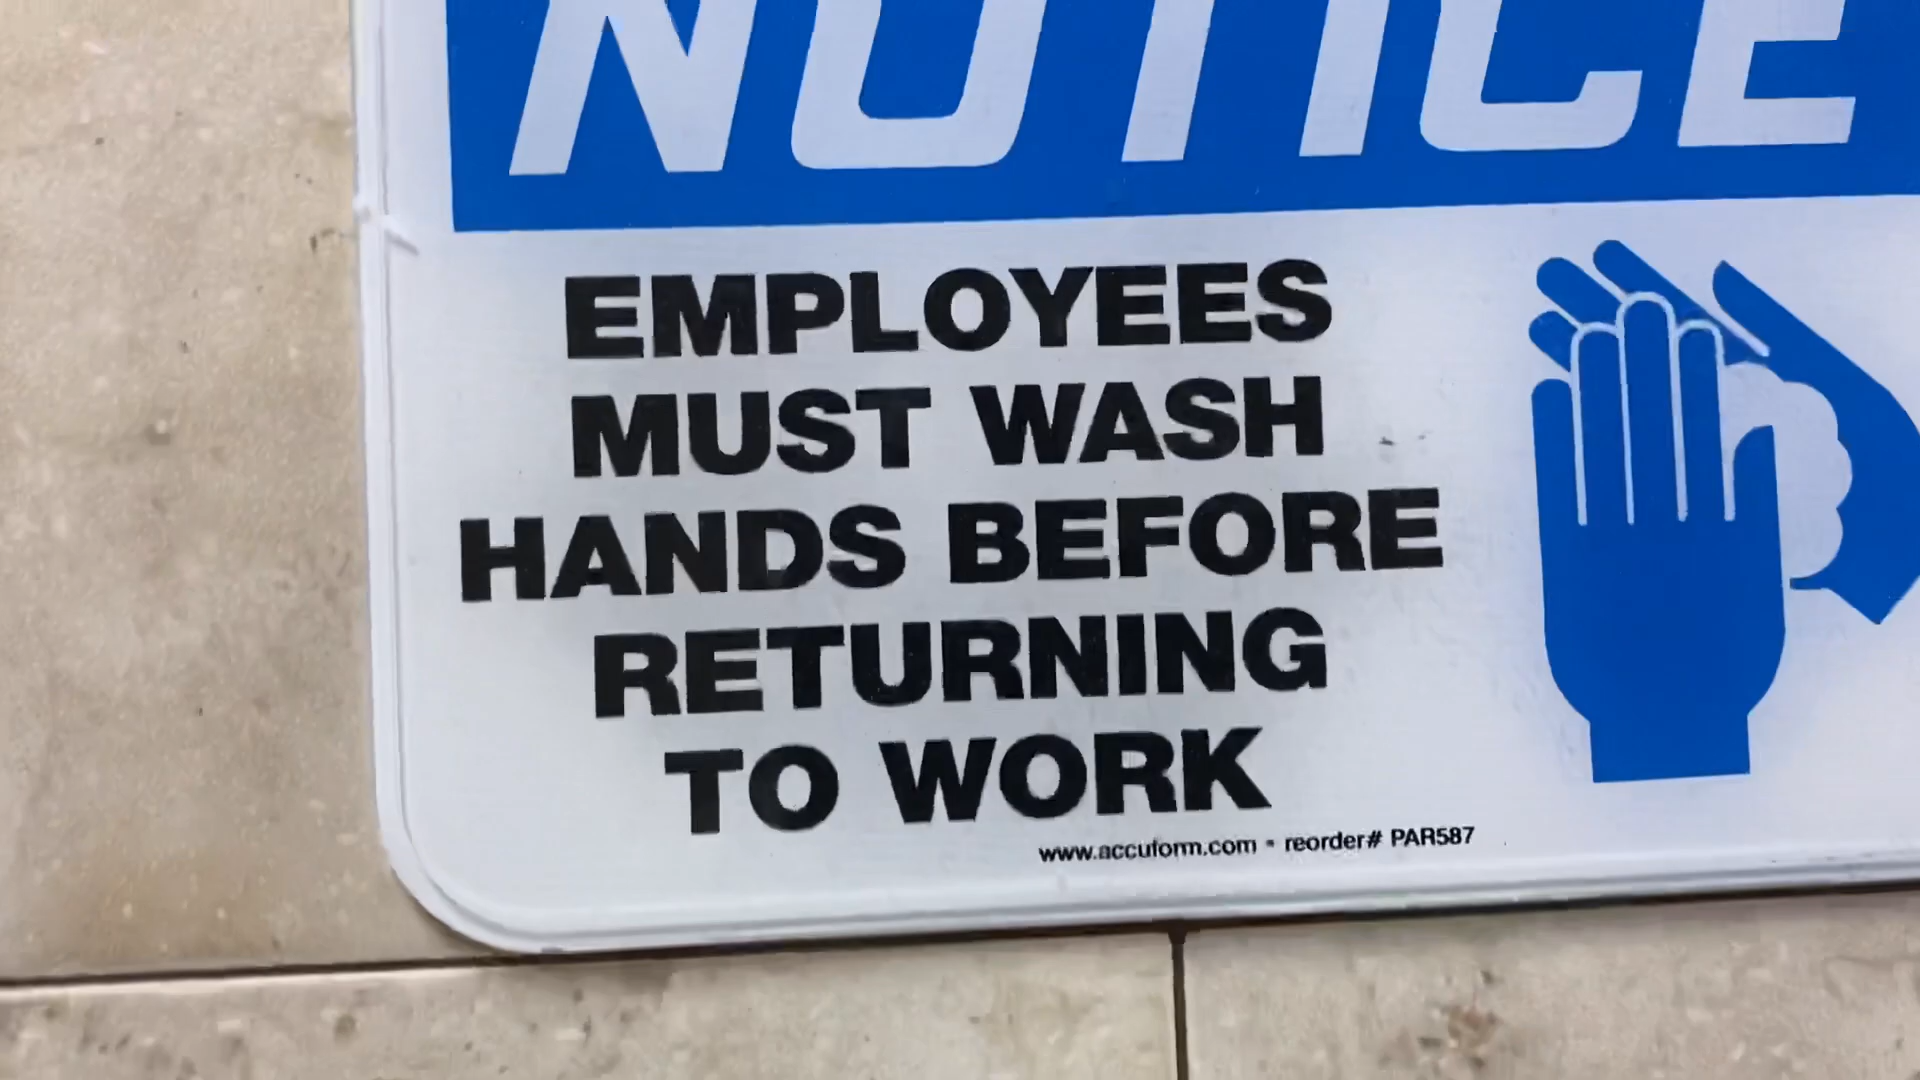 NOTICE
EMPLOYEES
MUST WASH
HANDS BEFORE
RETURNING
TO WORK
www.accuform.com • reorder# PAR587